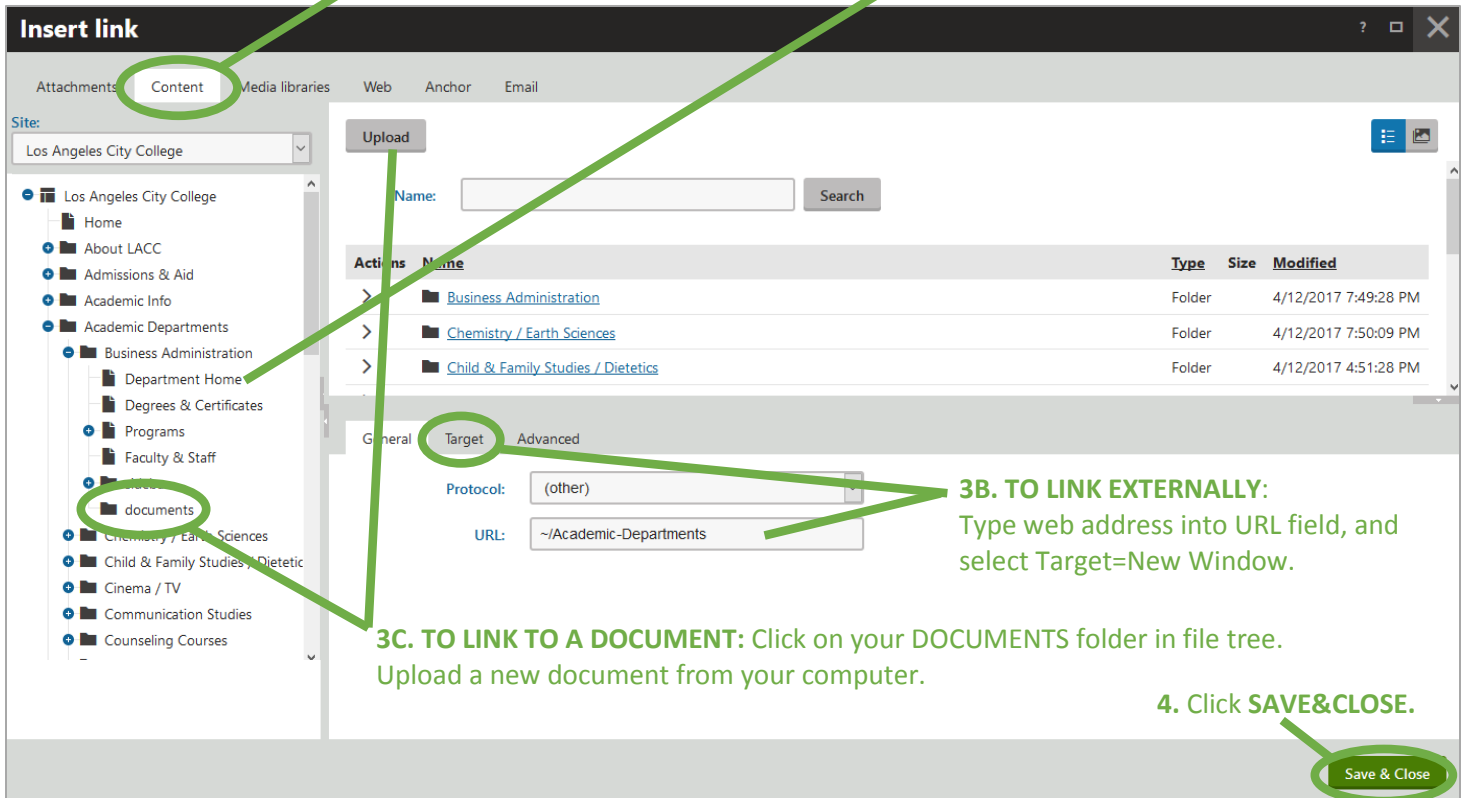 Insert link
?
Attachments Content Media libraries Web Anchor Email
Site:
Los Angeles City College
Upload
Los Angeles City College
Home
About LACC
Admissions & Aid
Academic Info
Academic Departments
Business Administration
Department Home
Degrees & Certificates
Programs
Faculty & Staff
documents
Chemistry / Earth Sciences
Child & Family Studies / Dietetic
Cinema / TV
Communication Studies
Counseling Courses
Name: Search
Actions Name Type Size Modified
Business Administration Folder 4/12/2017 7:49:28 PM
Chemistry / Earth Sciences Folder 4/12/2017 7:50:09 PM
Child & Family Studies / Dietetics Folder 4/12/2017 4:51:28 PM
General Target Advanced
Protocol: (other)
URL: ~/Academic-Departments
3B. TO LINK EXTERNALLY:
Type web address into URL field, and
select Target=New Window.
3C. TO LINK TO A DOCUMENT: Click on your DOCUMENTS folder in file tree.
Upload a new document from your computer.
4. Click SAVE&CLOSE.
Save & Close